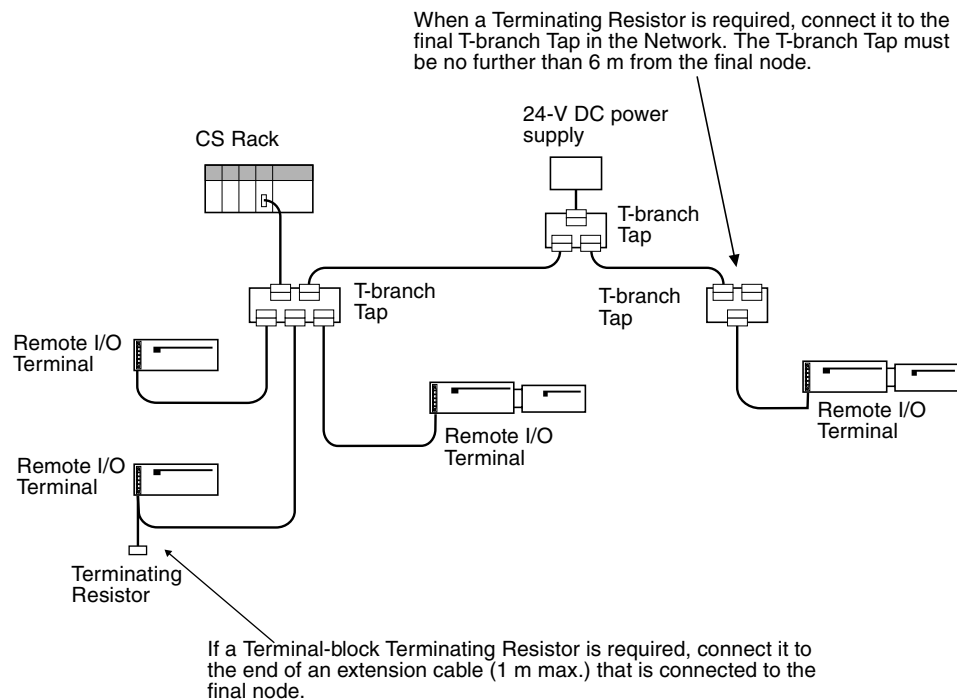 When a Terminating Resistor is required, connect it to the
final T-branch Tap in the Network. The T-branch Tap must
be no further than 6 m from the final node.
24-V DC power
supply
CS Rack
T-branch
Tap
T-branch
Tap
T-branch
Tap
Remote I/O
Terminal
Remote I/O
Terminal
Remote I/O
Terminal
Remote I/O
Terminal
Terminating
Resistor
If a Terminal-block Terminating Resistor is required, connect it to
the end of an extension cable (1 m max.) that is connected to the
final node.